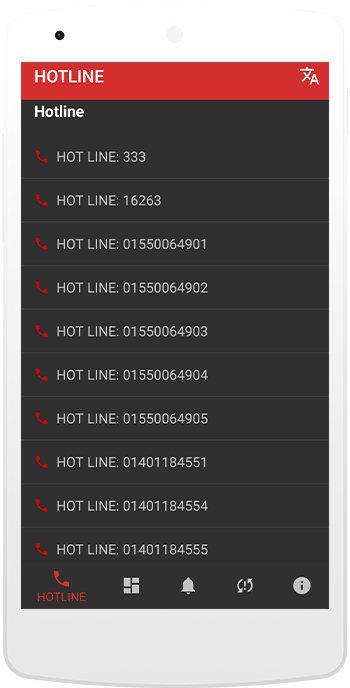 HOTLINE
Hotline
HOT LINE: 333
HOT LINE: 16263
HOT LINE: 01550064901
HOT LINE: 01550064902
HOT LINE: 01550064903
HOT LINE: 01550064904
HOT LINE: 01550064905
HOT LINE: 01401184551
HOT LINE: 01401184554
HOT LINE: 01401184555
HOTLINE